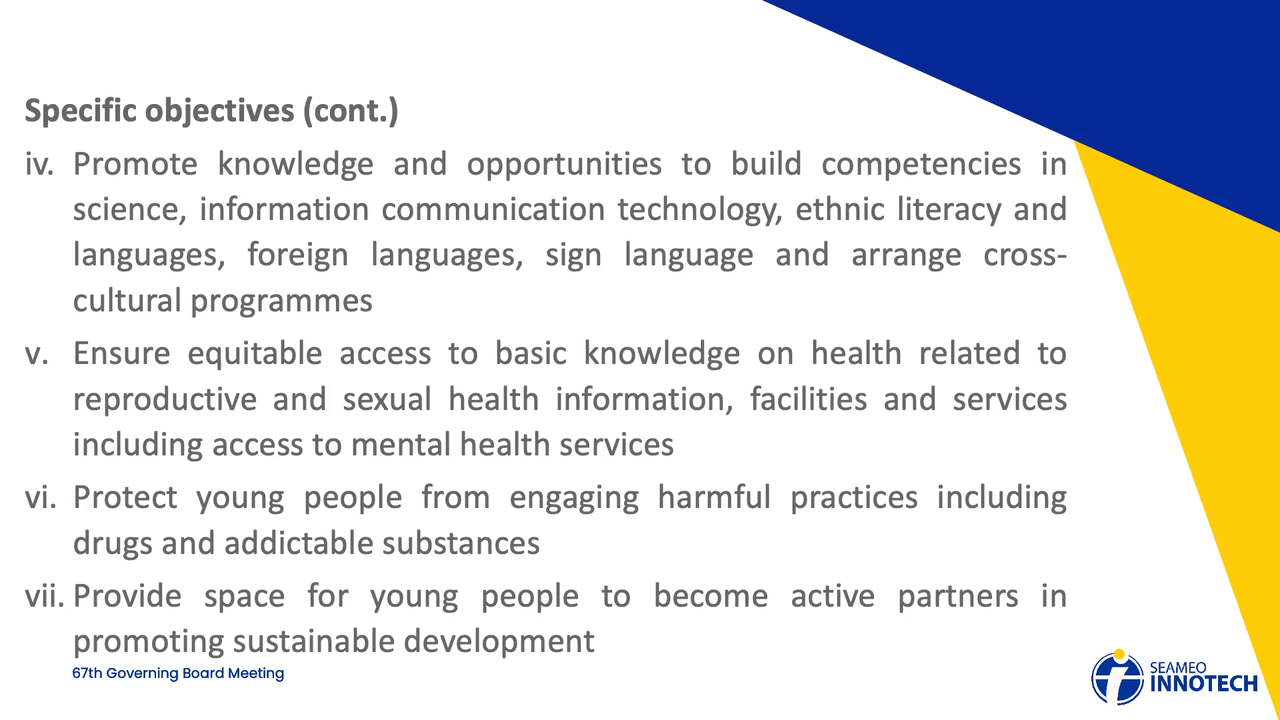 Specific objectives (cont.)
iv. Promote knowledge and opportunities to build competencies in
science, information communication technology, ethnic literacy and
languages, foreign languages, sign language and arrange cross-
cultural programmes
v. Ensure equitable access to basic knowledge on health related to
reproductive and sexual health information, facilities and services
including access to mental health services
vi. Protect young people from engaging harmful practices including
drugs and addictable substances
vii. Provide space for young people to become active partners in
promoting sustainable development
67th Governing Board Meeting
SEAMEO
INNOTECH